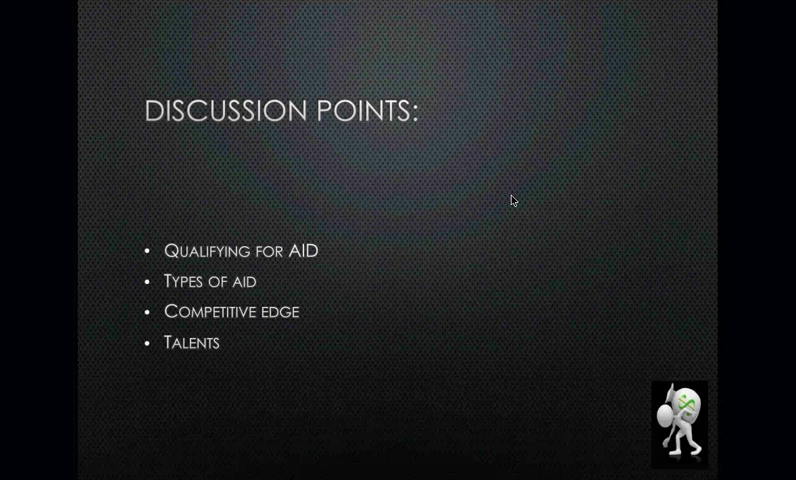 DISCUSSION POINTS:
• QUALIFYING FOR AID
• TYPES OF AID
• COMPETITIVE EDGE
• TALENTS
$